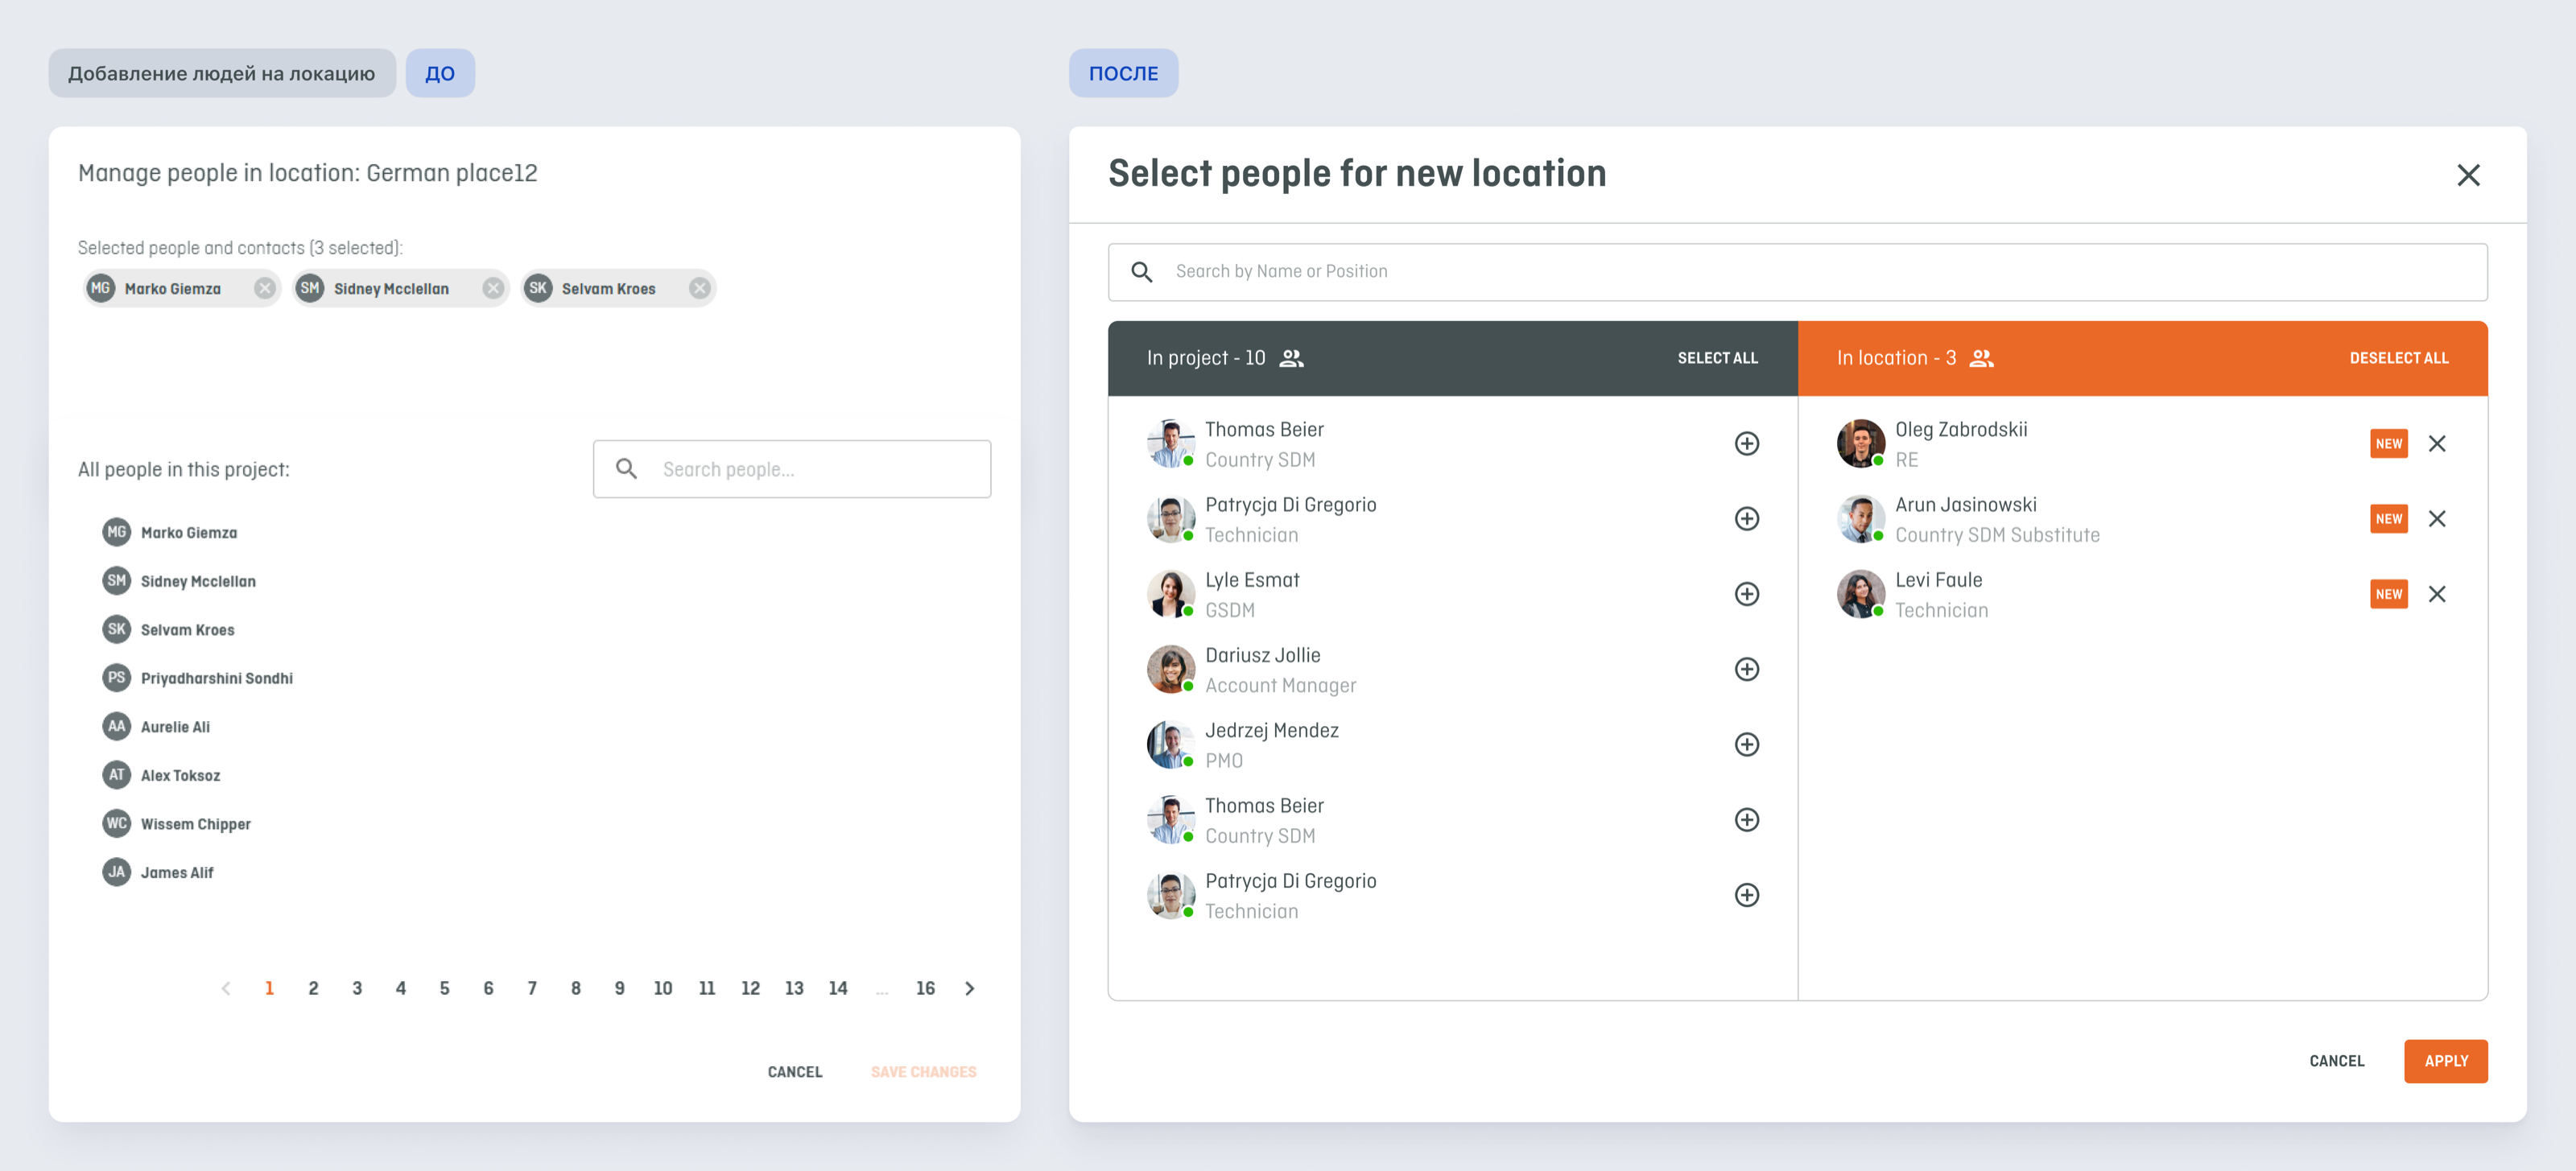 Добавление людей на локацию
ДО
Manage people in location: German place12
Selected people and contacts (3 selected):
MG Marko Giemza SM Sidney Mcclellan SK Selvam Kroes
All people in this project:
Search people...
MG Marko Giemza
SM Sidney Mcclellan
SK Selvam Kroes
PS Priyadharshini Sondhi
AA Aurelie Ali
AT Alex Toksoz
WC Wissem Chipper
JA James Alif
1 2 3 4 5 6 7 8 9 10 11 12 13 14 ... 16
CANCEL SAVE CHANGES
ПОСЛЕ
Select people for new location
Search by Name or Position
In project - 10 SELECT ALL
Thomas Beier
Country SDM
Patrycja Di Gregorio
Technician
Lyle Esmat
GSDM
Dariusz Jollie
Account Manager
Jedrzej Mendez
PMO
Thomas Beier
Country SDM
Patrycja Di Gregorio
Technician
In location - 3 DESELECT ALL
Oleg Zabrodskii
RE
NEW
Arun Jasinowski
Country SDM Substitute
NEW
Levi Faule
Technician
NEW
CANCEL APPLY